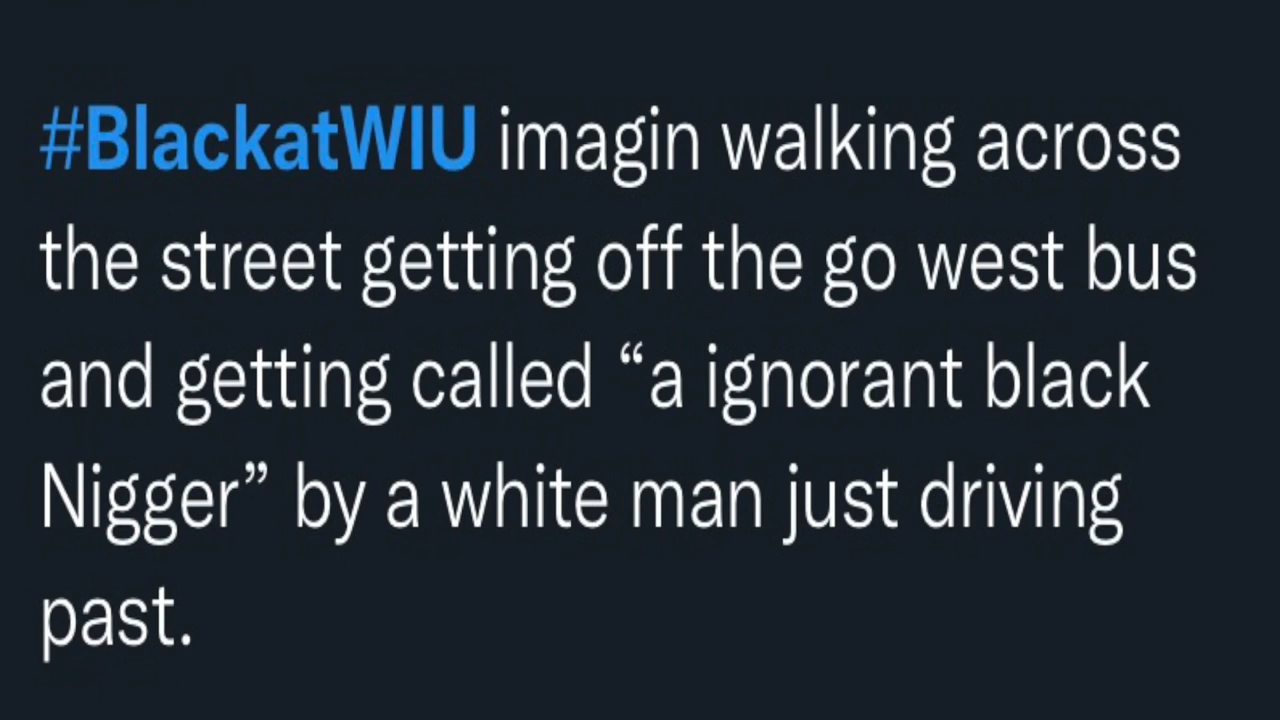 #BlackatWIU imagin walking across
the street getting off the go west bus
and getting called “a ignorant black
Nigger” by a white man just driving
past.